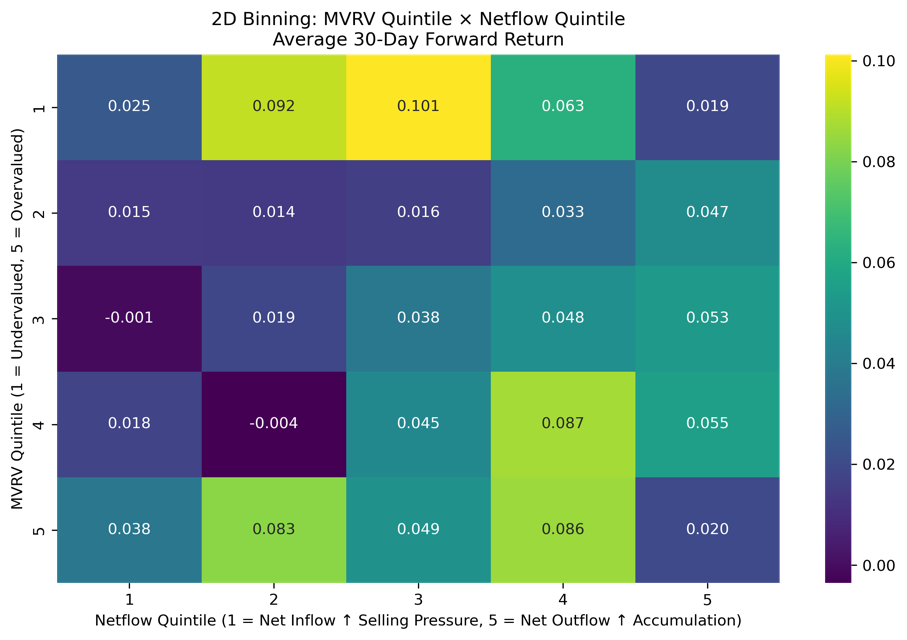 2D Binning: MVRV Quintile × Netflow Quintile
Average 30-Day Forward Return
MVRV Quintile (1 = Undervalued, 5 = Overvalued)
1
0.025 0.092 0.101 0.063 0.019
2
0.015 0.014 0.016 0.033 0.047
3
-0.001 0.019 0.038 0.048 0.053
4
0.018 -0.004 0.045 0.087 0.055
5
0.038 0.083 0.049 0.086 0.020
1 2 3 4 5
Netflow Quintile (1 = Net Inflow ↑ Selling Pressure, 5 = Net Outflow ↑ Accumulation)
0.10
0.08
0.06
0.04
0.02
0.00